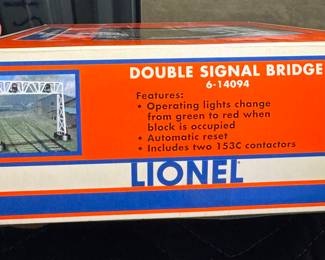 DOUBLE SIGNAL BRIDGE
6-14094
Features:
• Operating lights change
from green to red when
block is occupied
• Automatic reset
• Includes two 153C contactors
LIONEL